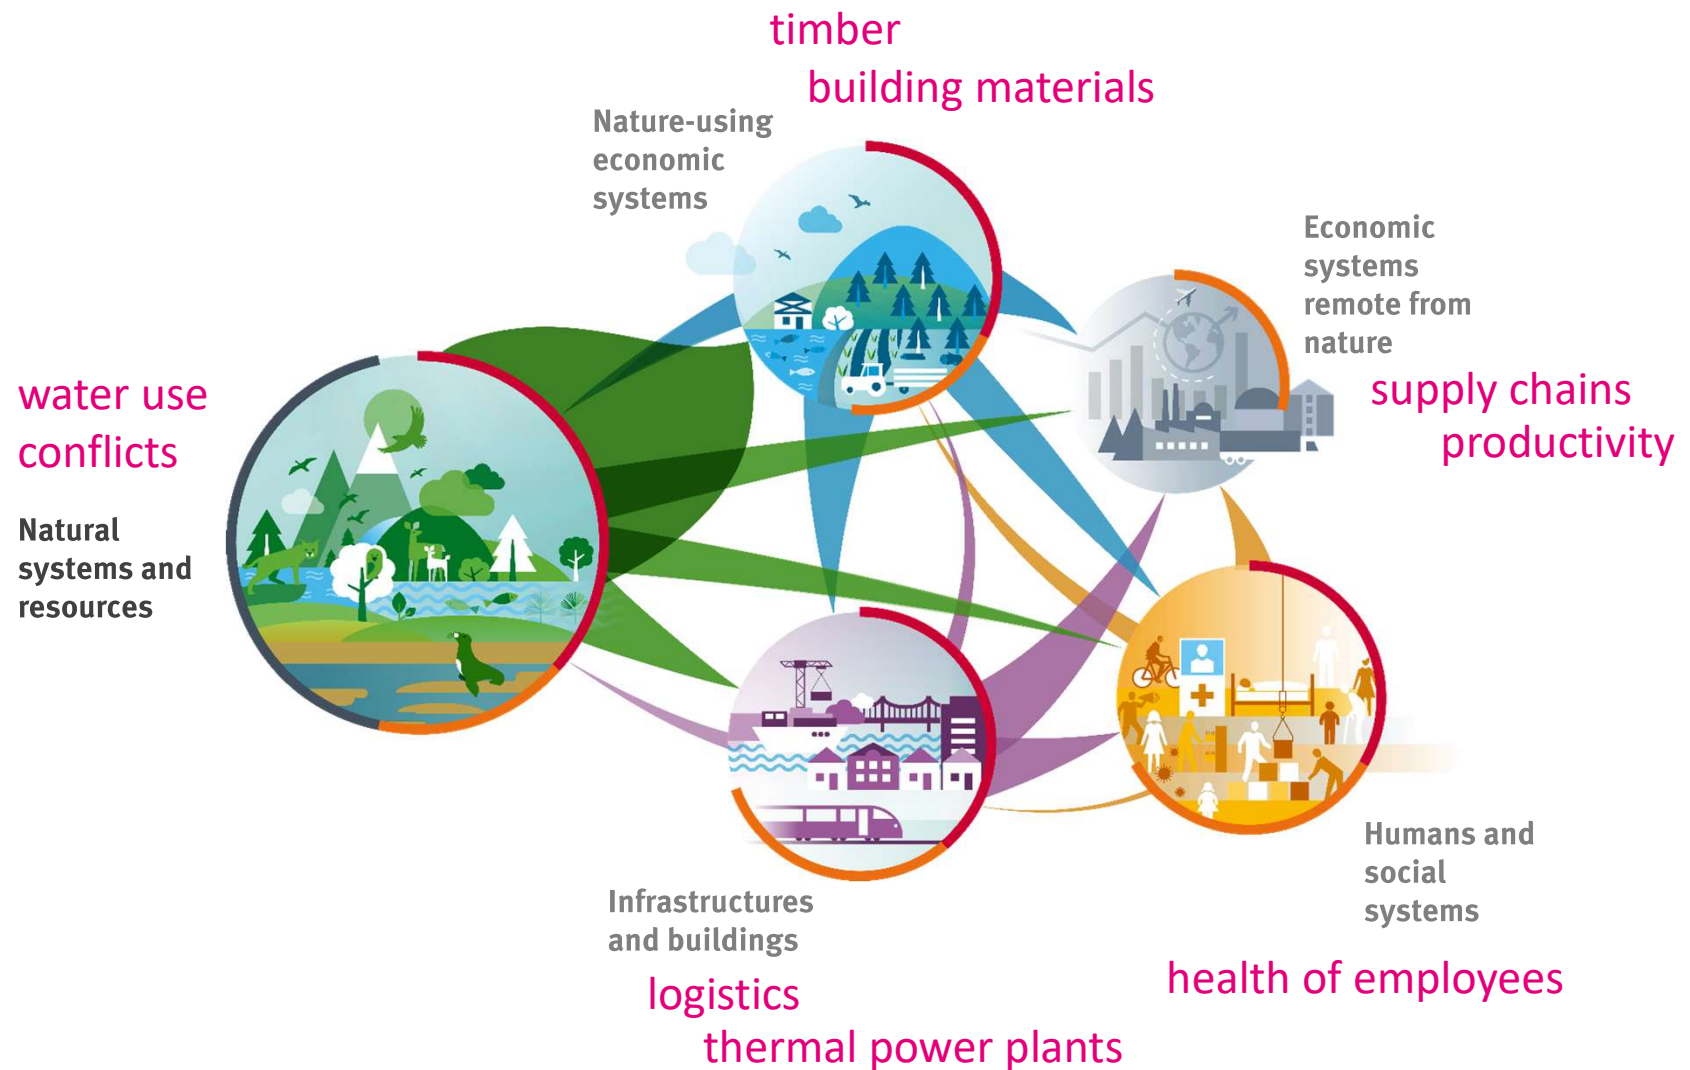 timber
building materials
Nature-using
economic
systems
Economic
systems
remote from
nature
supply chains
productivity
water use
conflicts
Natural
systems and
resources
Humans and
social
systems
health of employees
Infrastructures
and buildings
logistics
thermal power plants